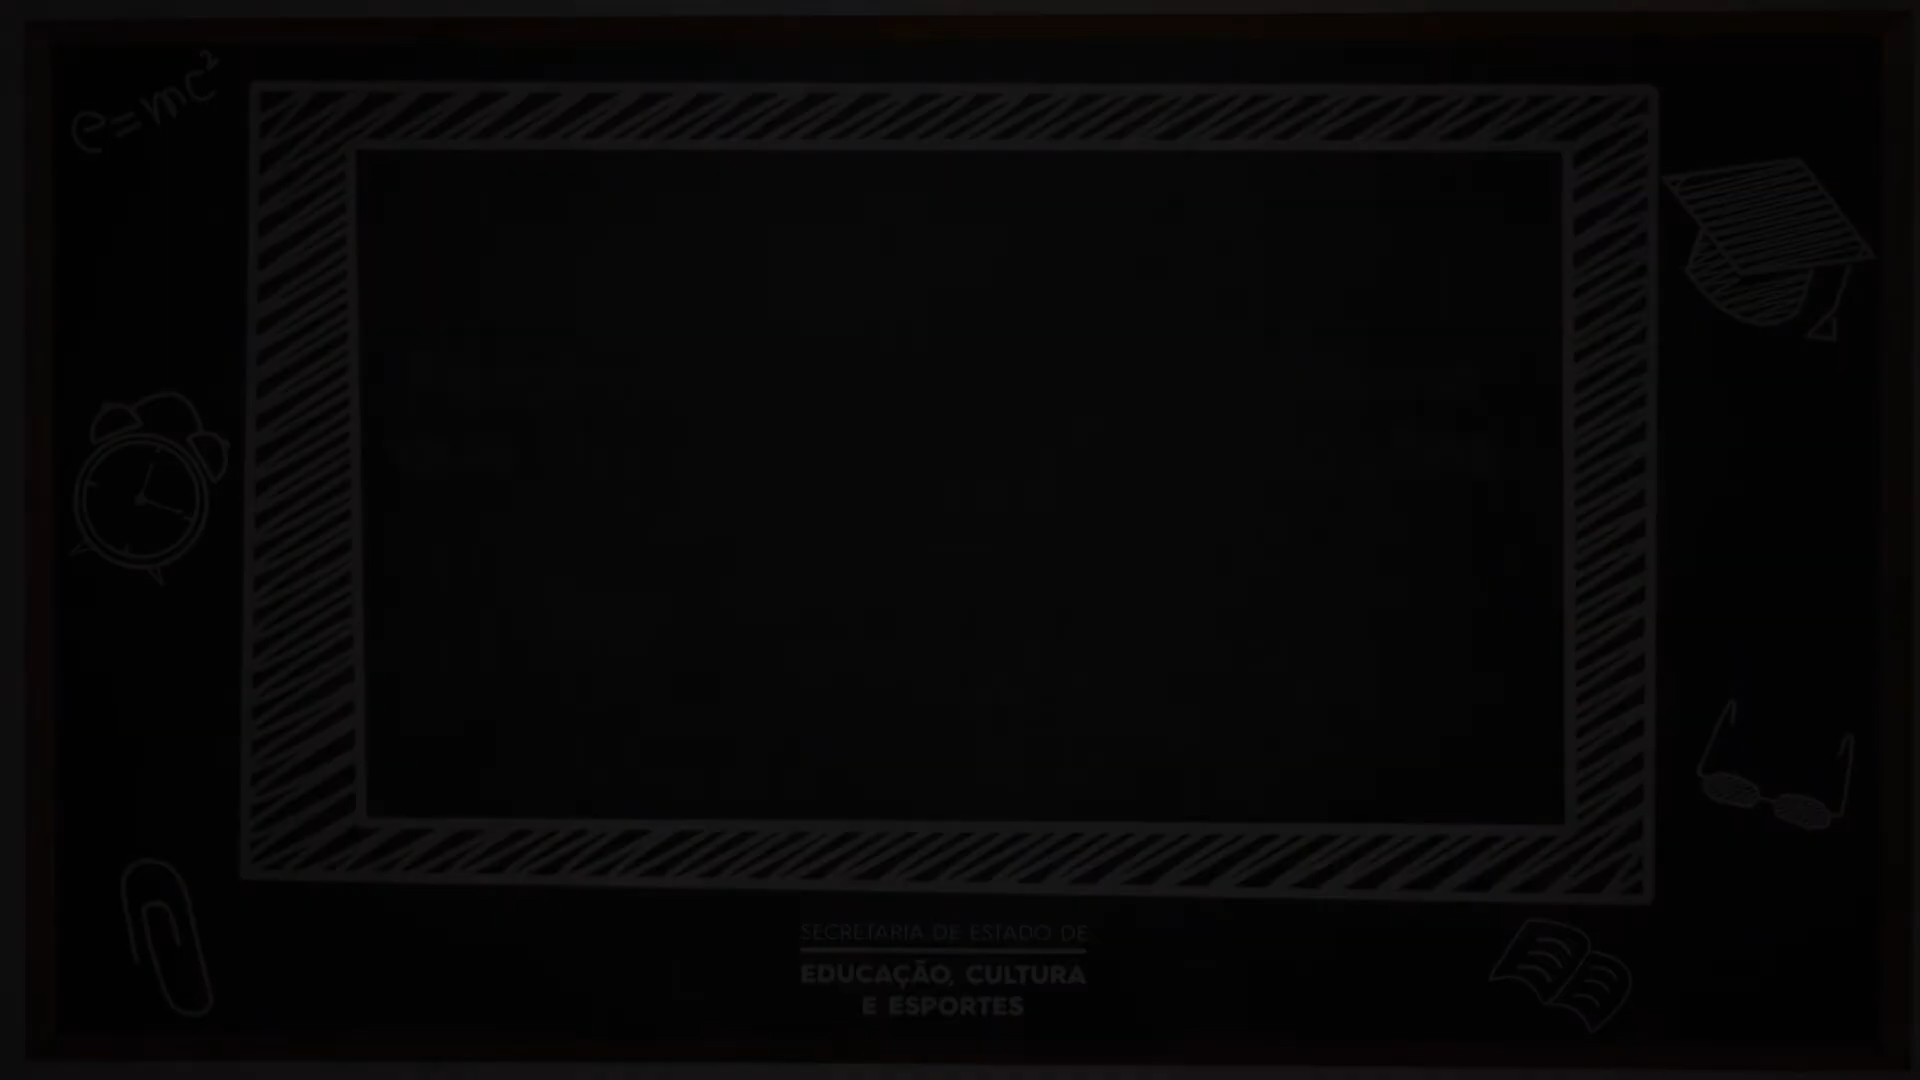 e=mc²
SECRETARIA DE ESTADO DE
EDUCAÇÃO, CULTURA
E ESPORTES